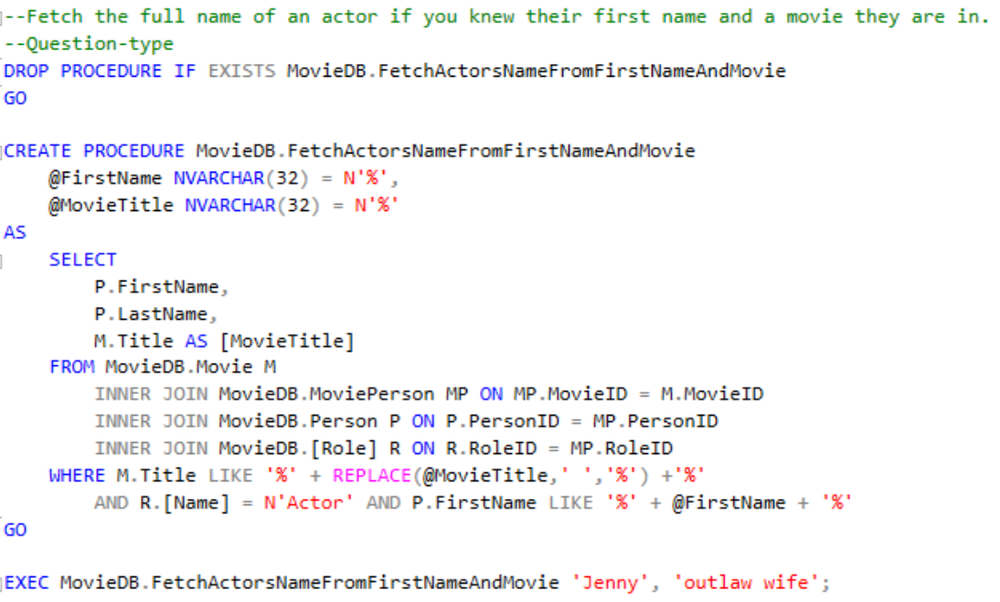 --Fetch the full name of an actor if you knew their first name and a movie they are in.
--Question-type
DROP PROCEDURE IF EXISTS MovieDB.FetchActorsNameFromFirstNameAndMovie
GO
CREATE PROCEDURE MovieDB.FetchActorsNameFromFirstNameAndMovie
    @FirstName NVARCHAR(32) = N'%',
    @MovieTitle NVARCHAR(32) = N'%'
AS
    SELECT
        P.FirstName,
        P.LastName,
        M.Title AS [MovieTitle]
    FROM MovieDB.Movie M
        INNER JOIN MovieDB.MoviePerson MP ON MP.MovieID = M.MovieID
        INNER JOIN MovieDB.Person P ON P.PersonID = MP.PersonID
        INNER JOIN MovieDB.[Role] R ON R.RoleID = MP.RoleID
    WHERE M.Title LIKE '%' + REPLACE(@MovieTitle,' ','%') +'%'
        AND R.[Name] = N'Actor' AND P.FirstName LIKE '%' + @FirstName + '%'
GO
EXEC MovieDB.FetchActorsNameFromFirstNameAndMovie 'Jenny', 'outlaw wife';